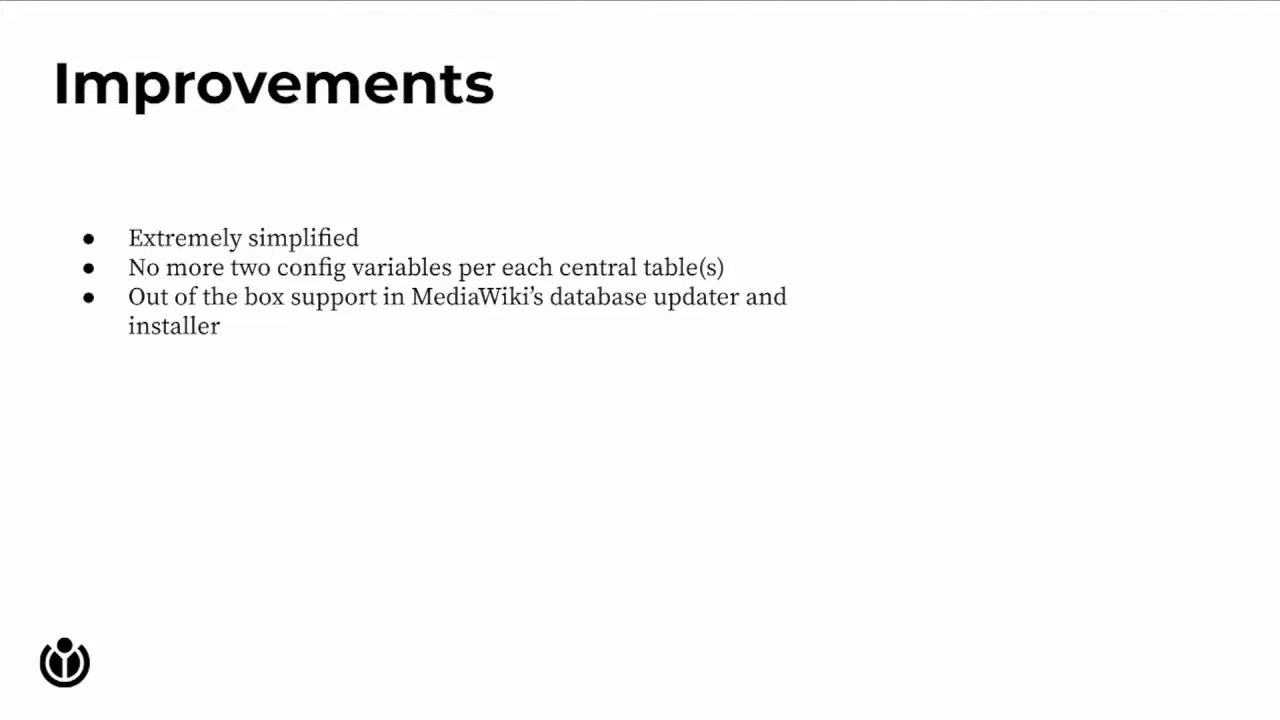 Improvements
● Extremely simplified
● No more two config variables per each central table(s)
● Out of the box support in MediaWiki’s database updater and
installer